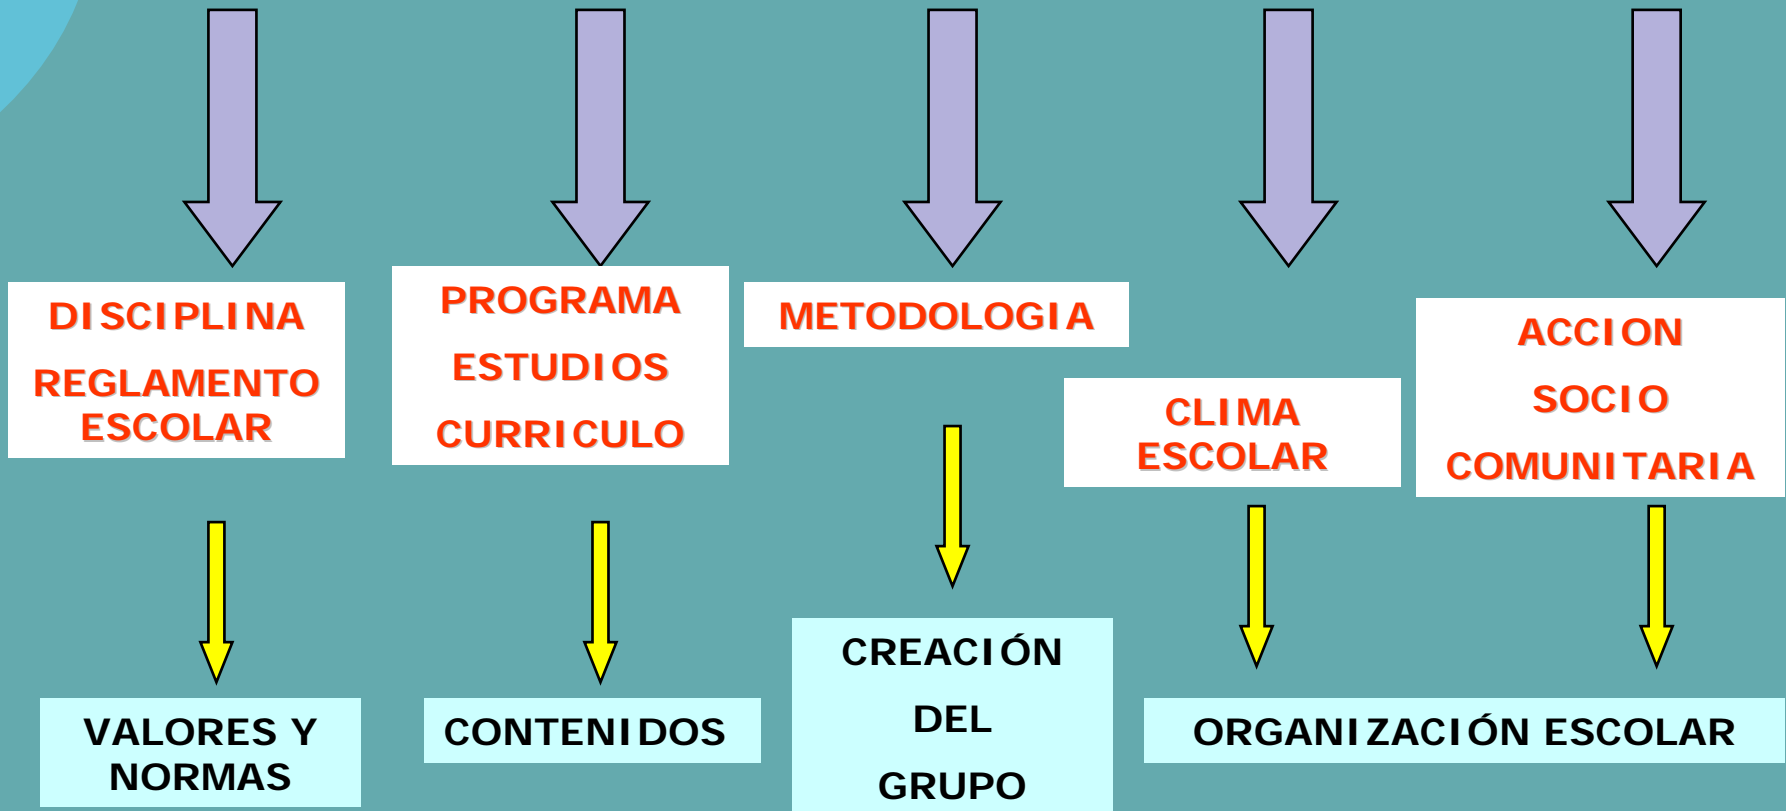 DISCIPLINA
REGLAMENTO
ESCOLAR
PROGRAMA
ESTUDIOS
CURRICULO
METODOLOGIA
CLIMA
ESCOLAR
ACCION
SOCIO
COMUNITARIA
VALORES Y
NORMAS
CONTENIDOS
CREACIÓN
DEL
GRUPO
ORGANIZACIÓN ESCOLAR